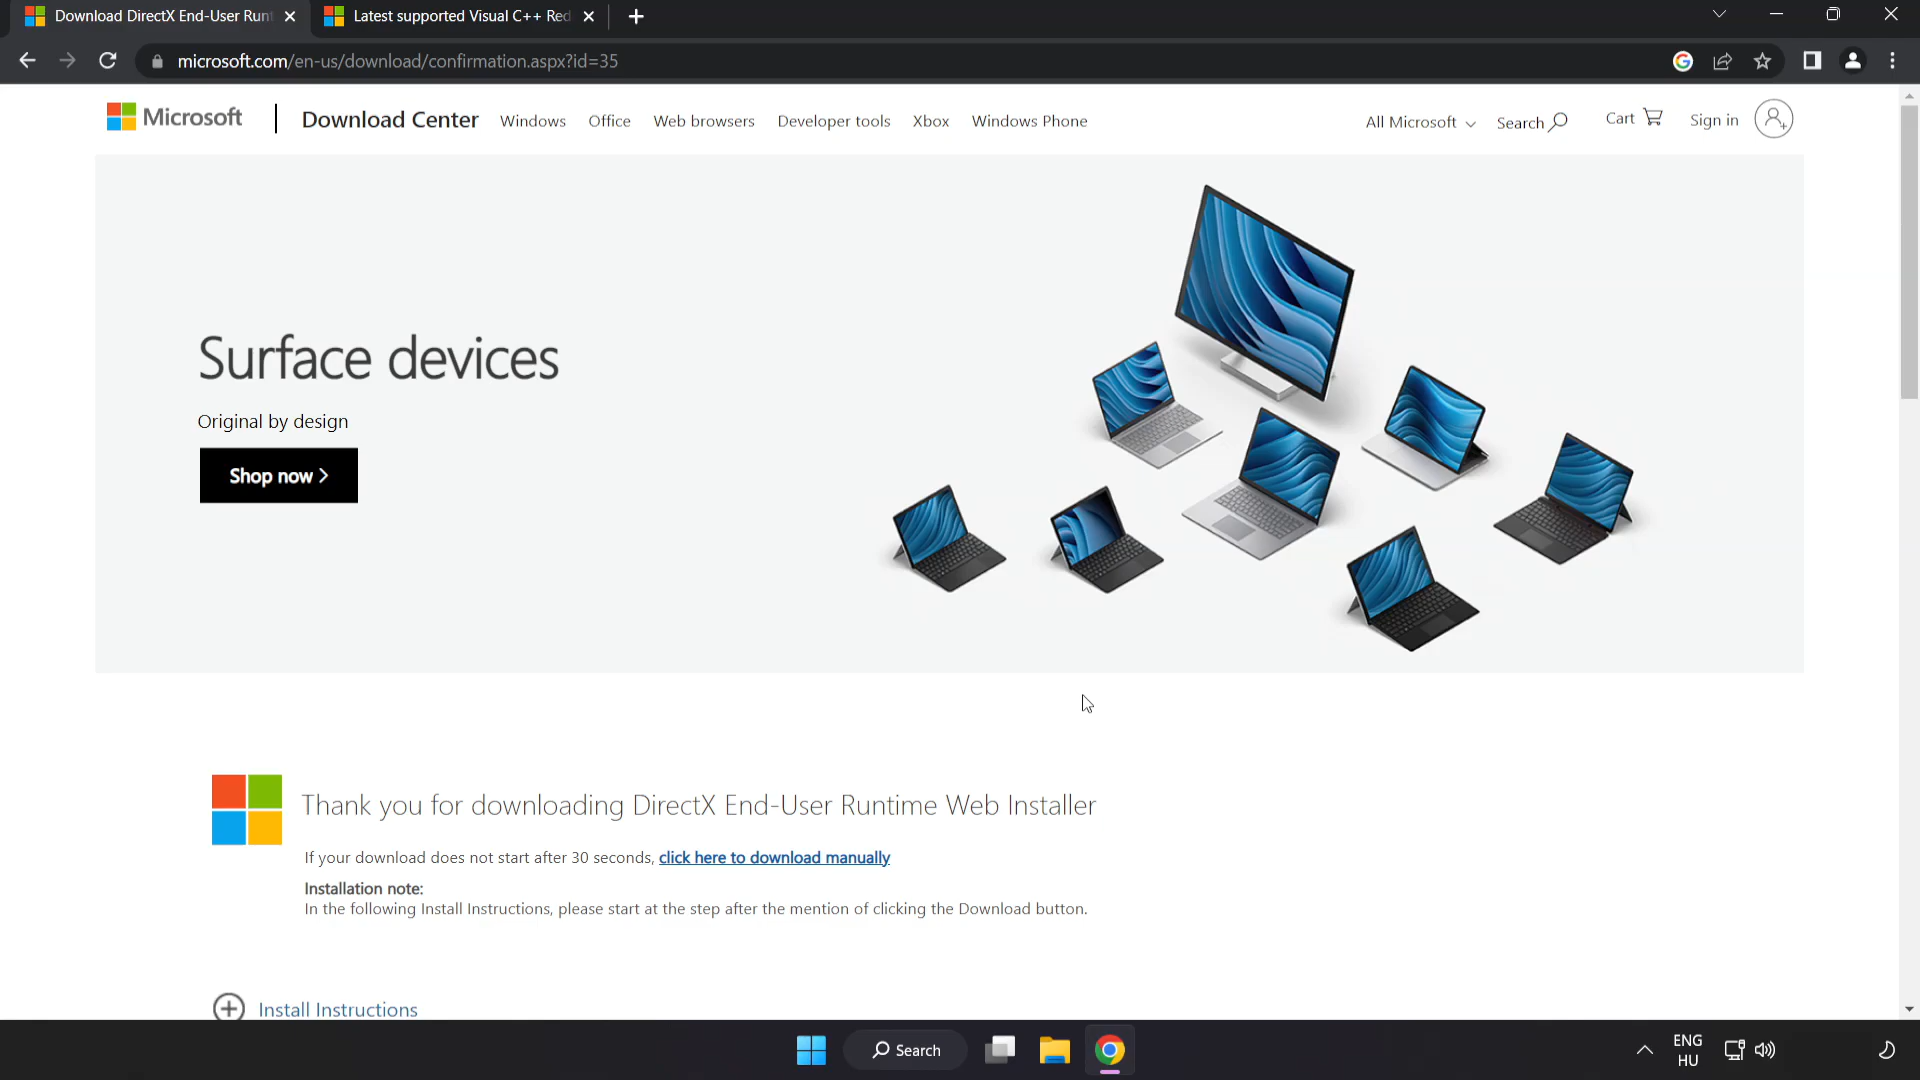 Download DirectX End-User Runt
Latest supported Visual C++ Red
microsoft.com/en-us/download/confirmation.aspx?id=35
Microsoft
Download Center
Windows
Office
Web browsers
Developer tools
Xbox
Windows Phone
All Microsoft
Search
Cart
Sign in
Surface devices
Original by design
Shop now
Thank you for downloading DirectX End-User Runtime Web Installer
If your download does not start after 30 seconds, click here to download manually
Installation note:
In the following Install Instructions, please start at the step after the mention of clicking the Download button.
Install Instructions
Search
ENG
HU